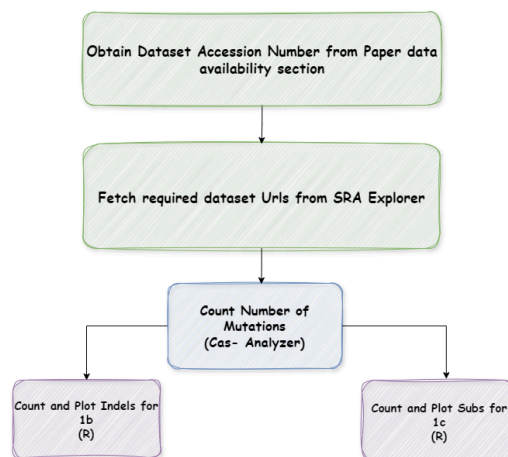 Obtain Dataset Accession Number from Paper data
availability section
Fetch required dataset Urls from SRA Explorer
Count Number of
Mutations
(Cas- Analyzer)
Count and Plot Indels for
1b
(R)
Count and Plot Subs for
1c
(R)